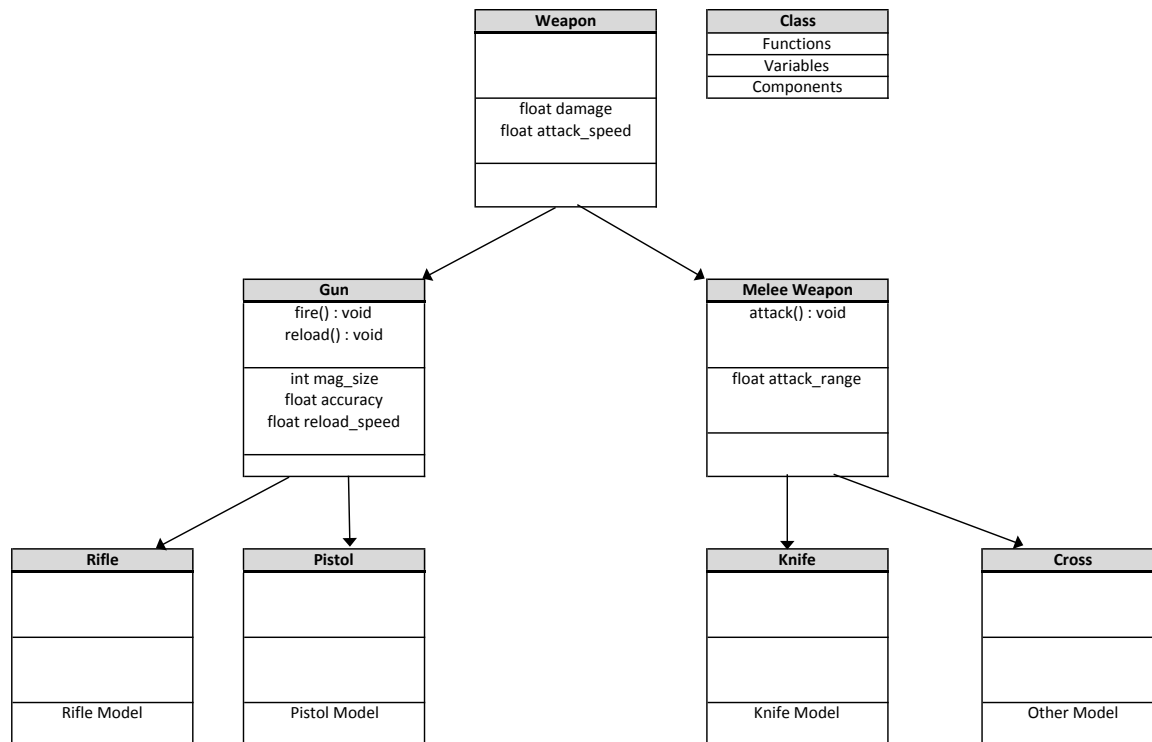 Weapon
float damage
float attack_speed
Class
Functions
Variables
Components
Gun
fire() : void
reload() : void
int mag_size
float accuracy
float reload_speed
Melee Weapon
attack() : void
float attack_range
Rifle
Rifle Model
Pistol
Pistol Model
Knife
Knife Model
Cross
Other Model